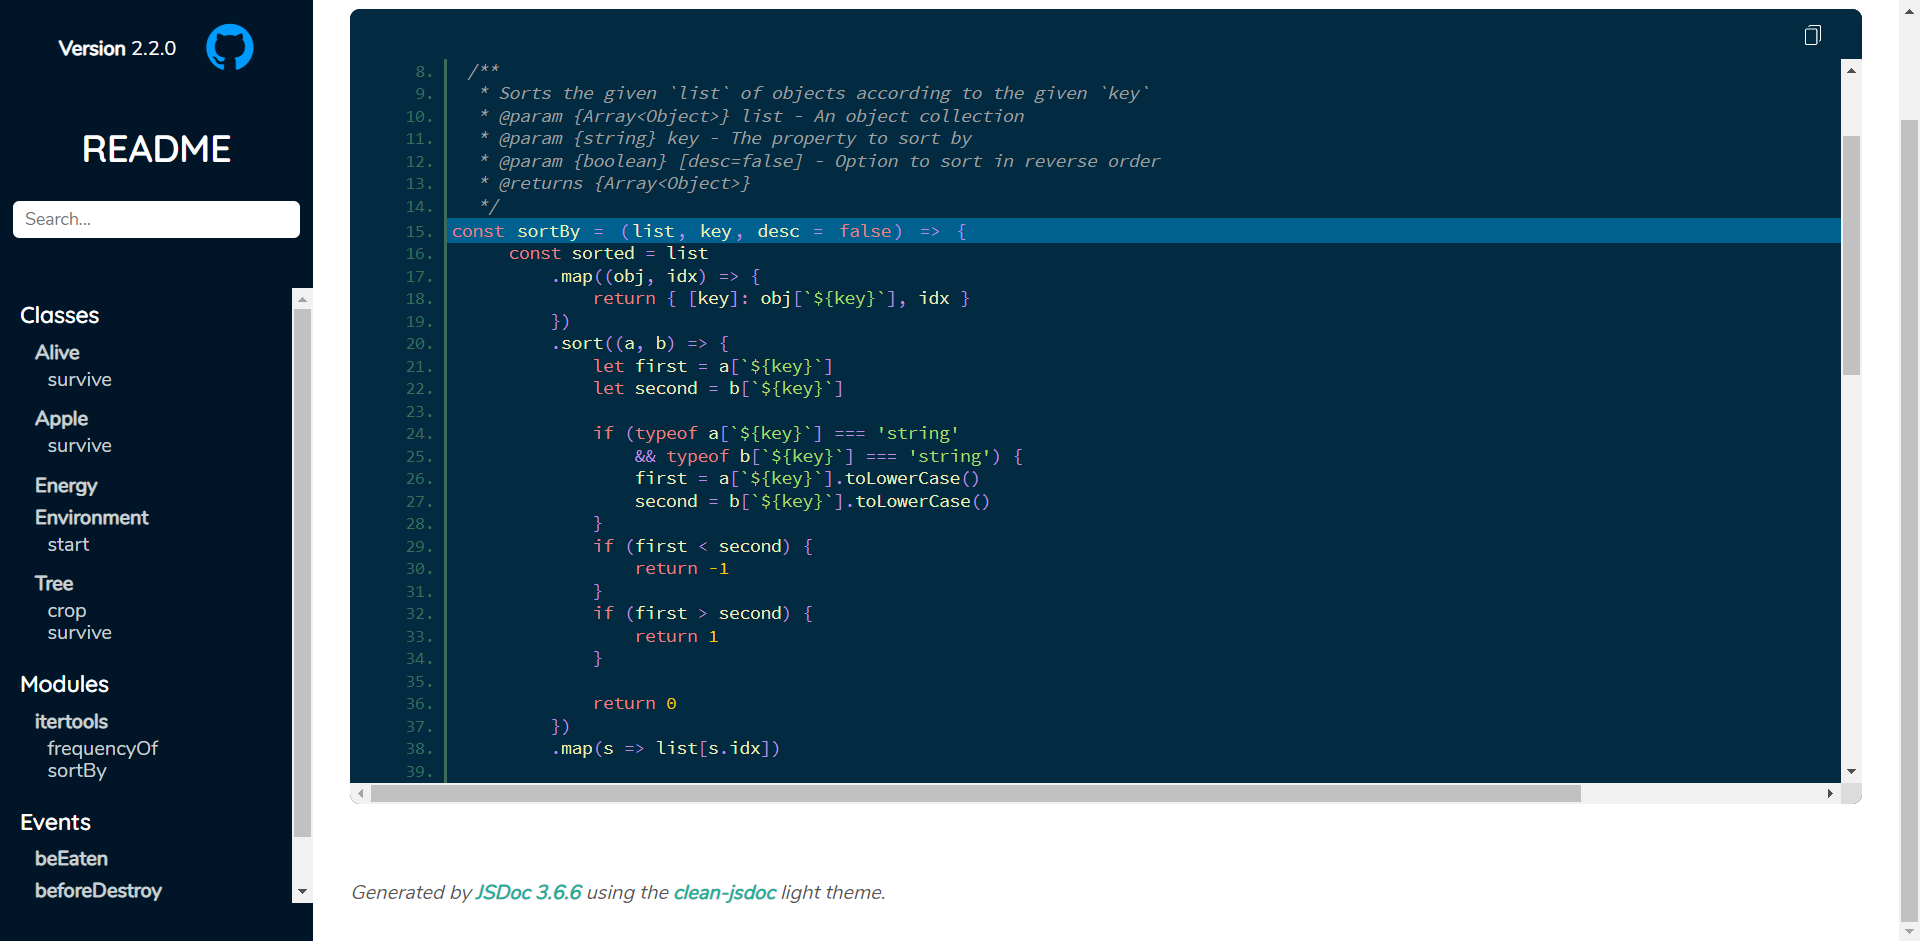 Version 2.2.0
README
Search...
Classes
Alive
survive
Apple
survive
Energy
Environment
start
Tree
crop
survive
Modules
itertools
frequencyOf
sortBy
Events
beEaten
beforeDestroy
8. /**
9. * Sorts the given `list` of objects according to the given `key`
10. * @param {Array<Object>} list - An object collection
11. * @param {string} key - The property to sort by
12. * @param {boolean} [desc=false] - Option to sort in reverse order
13. * @returns {Array<Object>}
14. */
15. const sortBy = (list, key, desc = false) => {
16. const sorted = list
17. .map((obj, idx) => {
18. return { [key]: obj[`${key}`], idx }
19. })
20. .sort((a, b) => {
21. let first = a[`${key}`]
22. let second = b[`${key}`]
23.
24. if (typeof a[`${key}`] === 'string'
25. && typeof b[`${key}`] === 'string') {
26. first = a[`${key}`].toLowerCase()
27. second = b[`${key}`].toLowerCase()
28. }
29. if (first < second) {
30. return -1
31. }
32. if (first > second) {
33. return 1
34. }
35.
36. return 0
37. })
38. .map(s => list[s.idx])
39.
Generated by JSDoc 3.6.6 using the clean-jsdoc light theme.